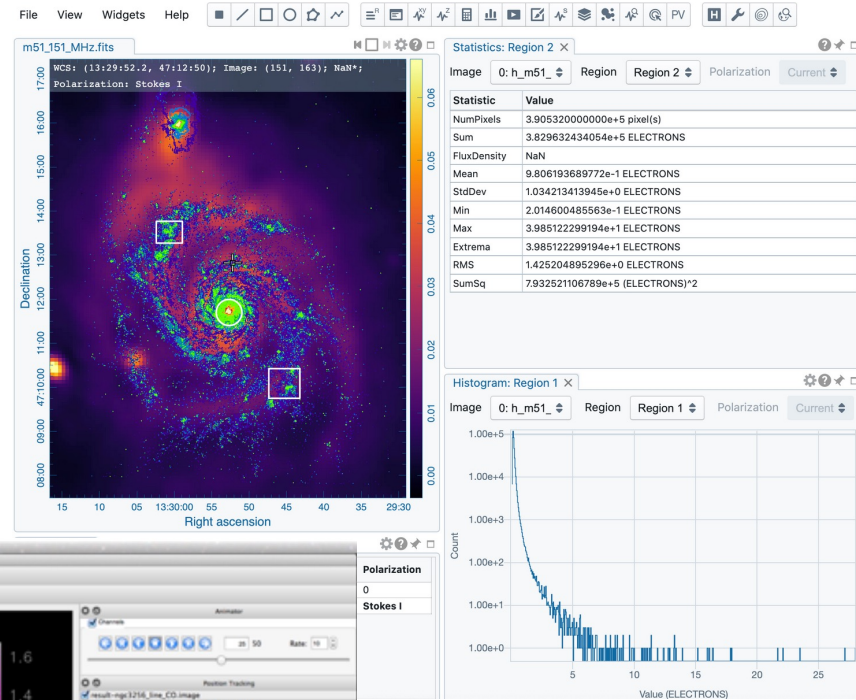 File View Widgets Help
=R XY Z S PV H
m51_151_MHz.fits
WCS: (13:29:52.2, 47:12:50); Image: (151, 163); NaN*;
Polarization: Stokes I
17:00
16:00
15:00
14:00
13:00
12:00
11:00
47:10:00
09:00
08:00
Declination
15 10 05 13:30:00 55 50 45 40 35 29:30
Right ascension
0.06
0.05
0.04
0.03
0.02
0.01
0.00
Statistics: Region 2
Image 0: h_m51_ Region Region 2 Polarization Current
Statistic Value
NumPixels 3.905320000000e+5 pixel(s)
Sum 3.829632434054e+5 ELECTRONS
FluxDensity NaN
Mean 9.806193689772e-1 ELECTRONS
StdDev 1.034213413945e+0 ELECTRONS
Min 2.014600485563e-1 ELECTRONS
Max 3.985122299194e+1 ELECTRONS
Extrema 3.985122299194e+1 ELECTRONS
RMS 1.425204895296e+0 ELECTRONS
SumSq 7.932521106789e+5 (ELECTRONS)^2
Histogram: Region 1
Image 0: h_m51_ Region Region 1 Polarization Current
1.00e+5
1.00e+4
1.00e+3
1.00e+2
1.00e+1
1.00e+0
Count
5 10 15 20 25
Value (ELECTRONS)
Polarization
0
Stokes I
Animator
Channels
25 50 Rate: 10
Position Tracking
result-ngc3256_line_CO.image
1.6
1.4